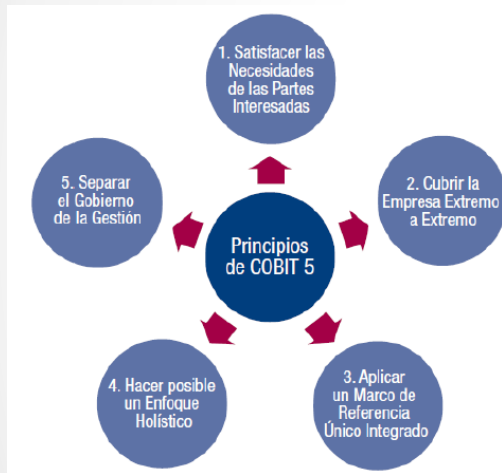 1. Satisfacer las
Necesidades
de las Partes
Interesadas
5. Separar
el Gobierno
de la Gestión
2. Cubrir la
Empresa Extremo
a Extremo
Principios
de COBIT 5
4. Hacer posible
un Enfoque
Holístico
3. Aplicar
un Marco de
Referencia
Único Integrado